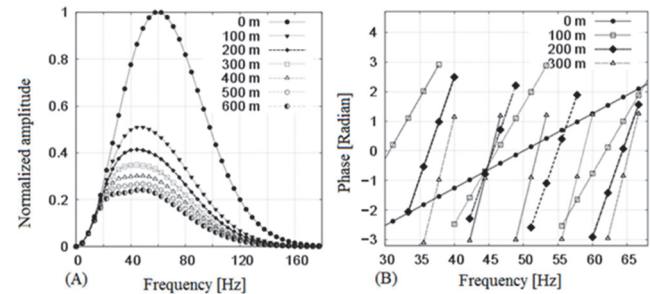 0 m
100 m
200 m
300 m
400 m
500 m
600 m
1
0.8
0.6
0.4
0.2
0
Normalized amplitude
0 40 80 120 160
(A) Frequency [Hz]
0 m
100 m
200 m
300 m
4
3
2
1
0
−1
−2
−3
Phase [Radian]
30 35 40 45 50 55 60 65
(B) Frequency [Hz]